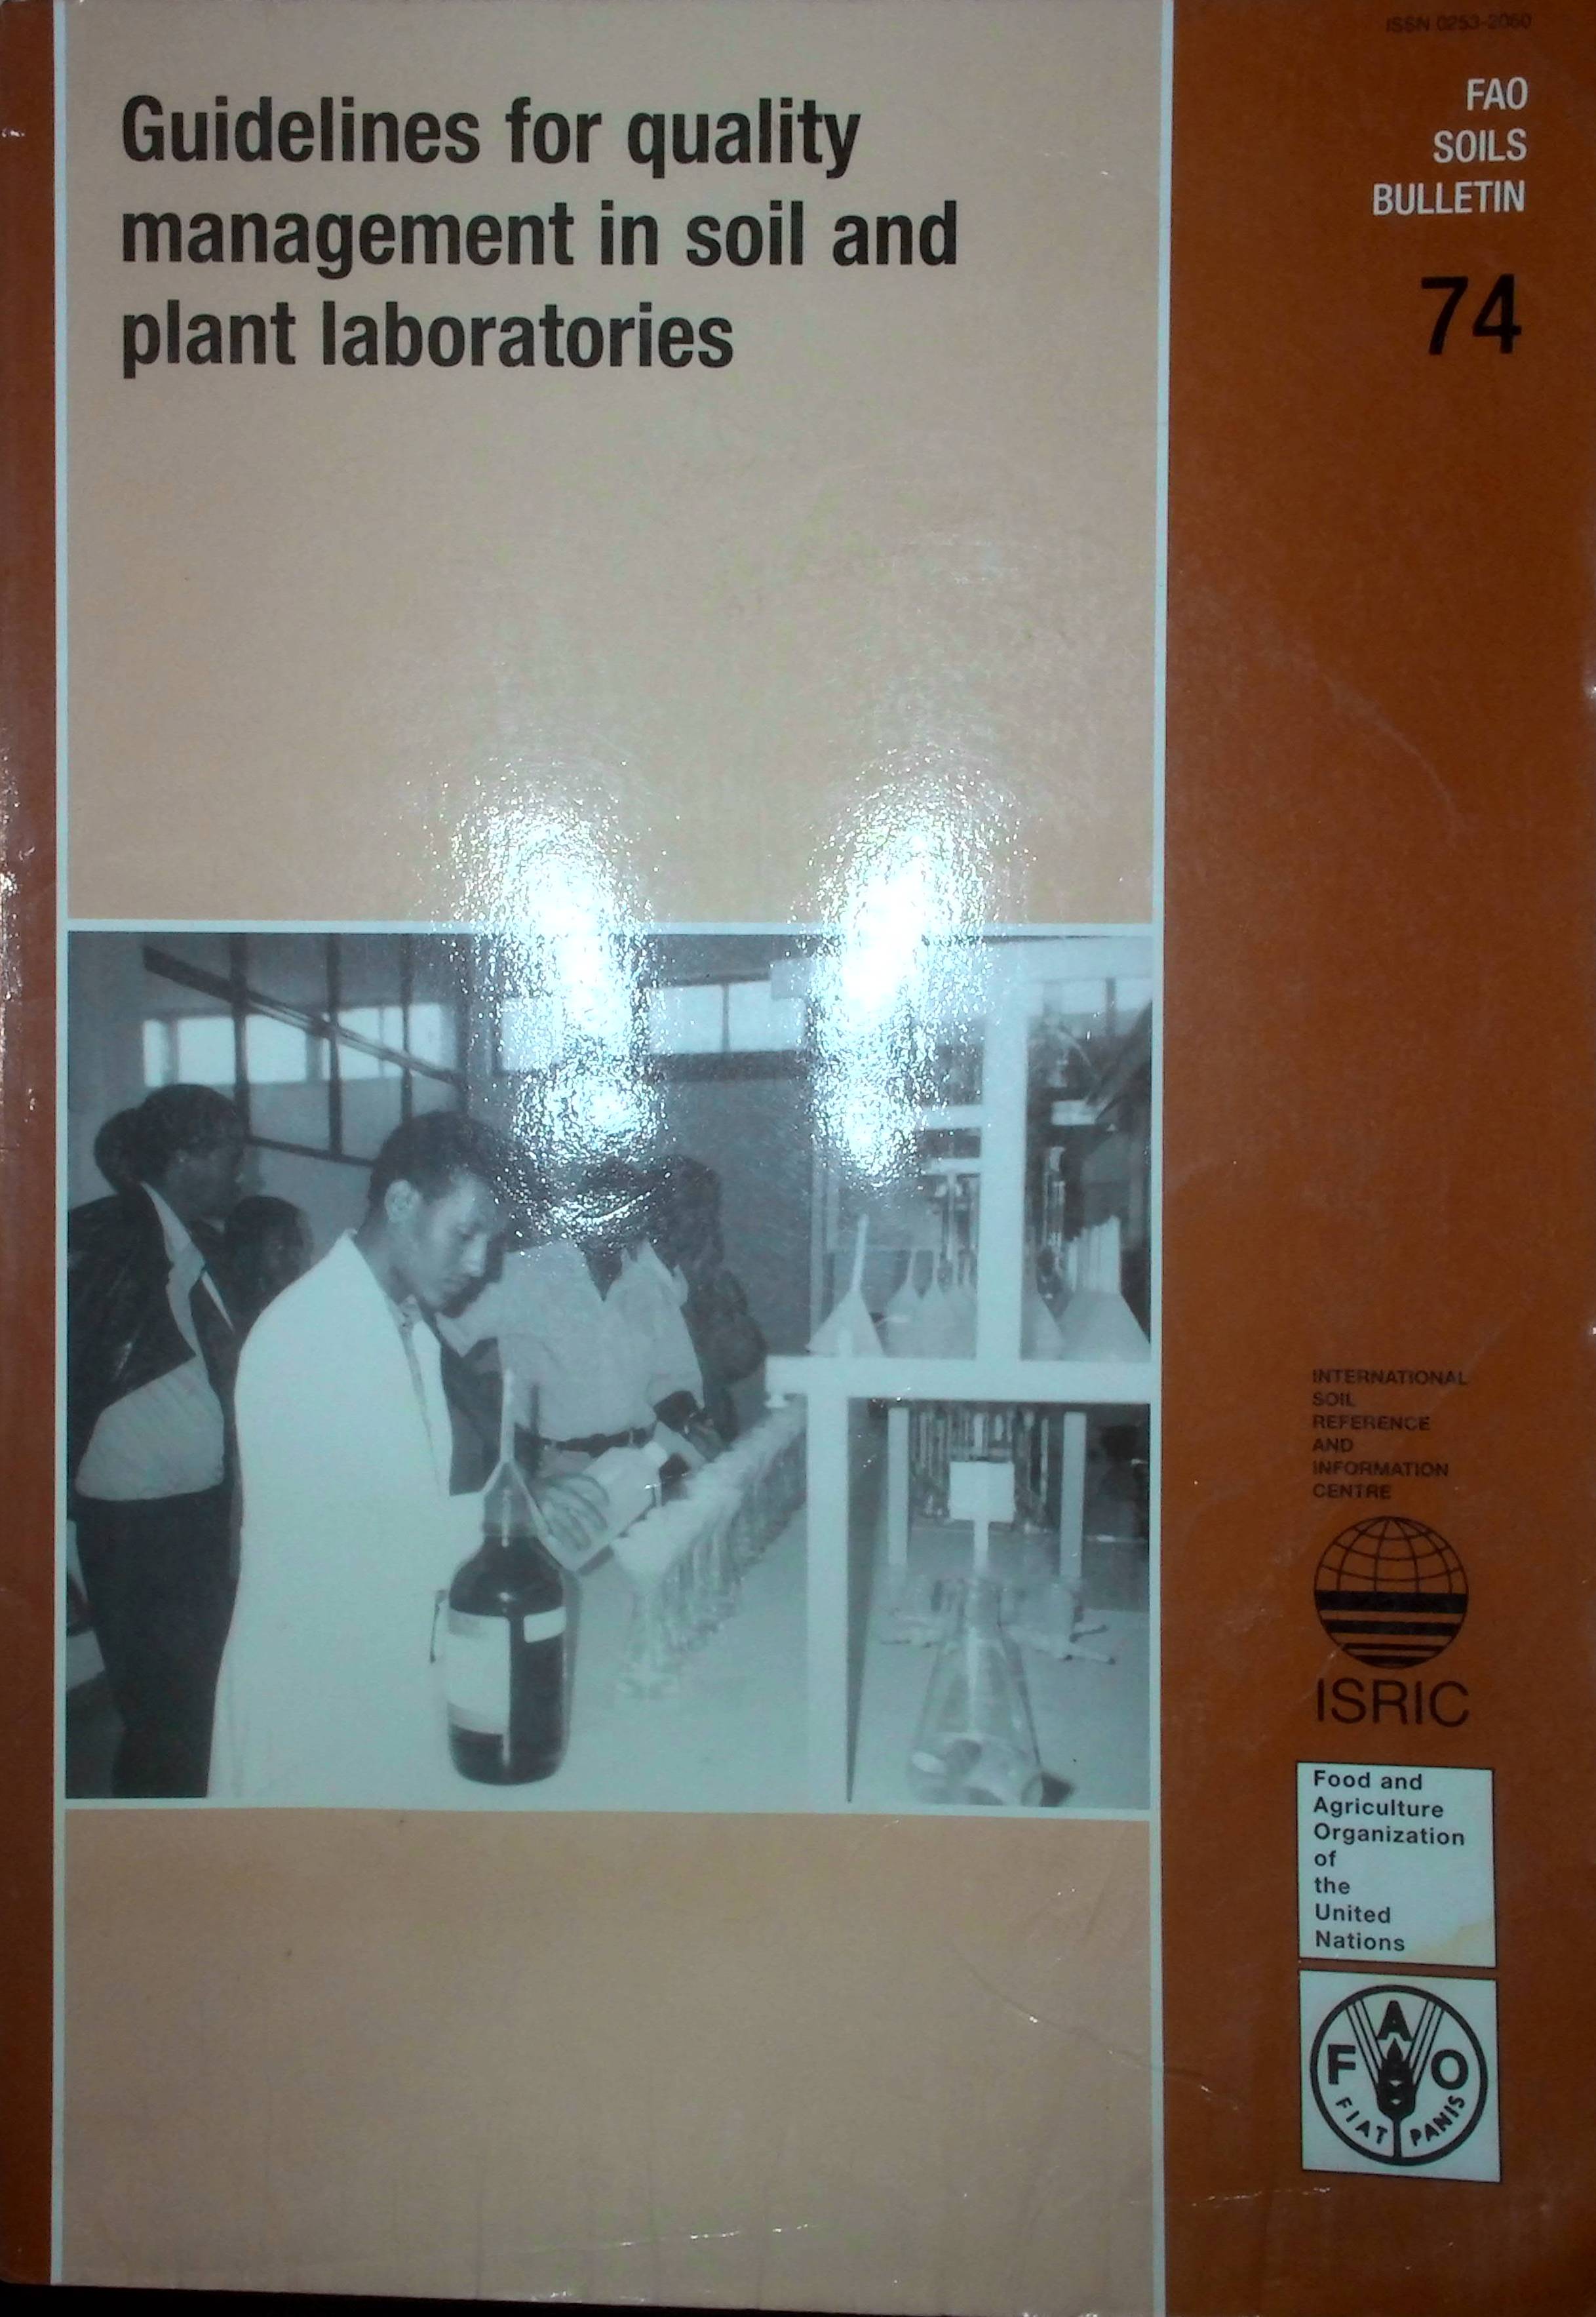 ISSN 0253-2050
FAO
SOILS
BULLETIN
74
Guidelines for quality
management in soil and
plant laboratories
INTERNATIONAL
SOIL
REFERENCE
AND
INFORMATION
CENTRE
ISRIC
Food and
Agriculture
Organization
of
the
United
Nations
F A O
FIAT PANIS